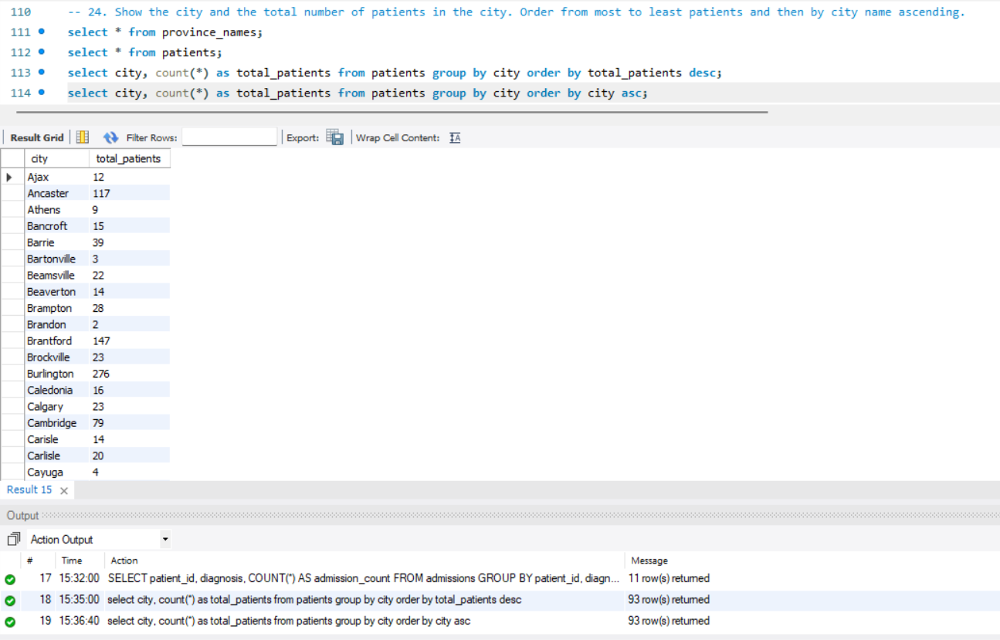 110 -- 24. Show the city and the total number of patients in the city. Order from most to least patients and then by city name ascending.
111 select * from province_names;
112 select * from patients;
113 select city, count(*) as total_patients from patients group by city order by total_patients desc;
114 select city, count(*) as total_patients from patients group by city order by city asc;
Result Grid Filter Rows: Export: Wrap Cell Content: IA
city total_patients
Ajax 12
Ancaster 117
Athens 9
Bancroft 15
Barrie 39
Bartonville 3
Beamsville 22
Beaverton 14
Brampton 28
Brandon 2
Brantford 147
Brockville 23
Burlington 276
Caledonia 16
Calgary 23
Cambridge 79
Carisle 14
Carlisle 20
Cayuga 4
Result 15
Output
Action Output
# Time Action Message
17 15:32:00 SELECT patient_id, diagnosis, COUNT(*) AS admission_count FROM admissions GROUP BY patient_id, diagn... 11 row(s) returned
18 15:35:00 select city, count(*) as total_patients from patients group by city order by total_patients desc 93 row(s) returned
19 15:36:40 select city, count(*) as total_patients from patients group by city order by city asc 93 row(s) returned